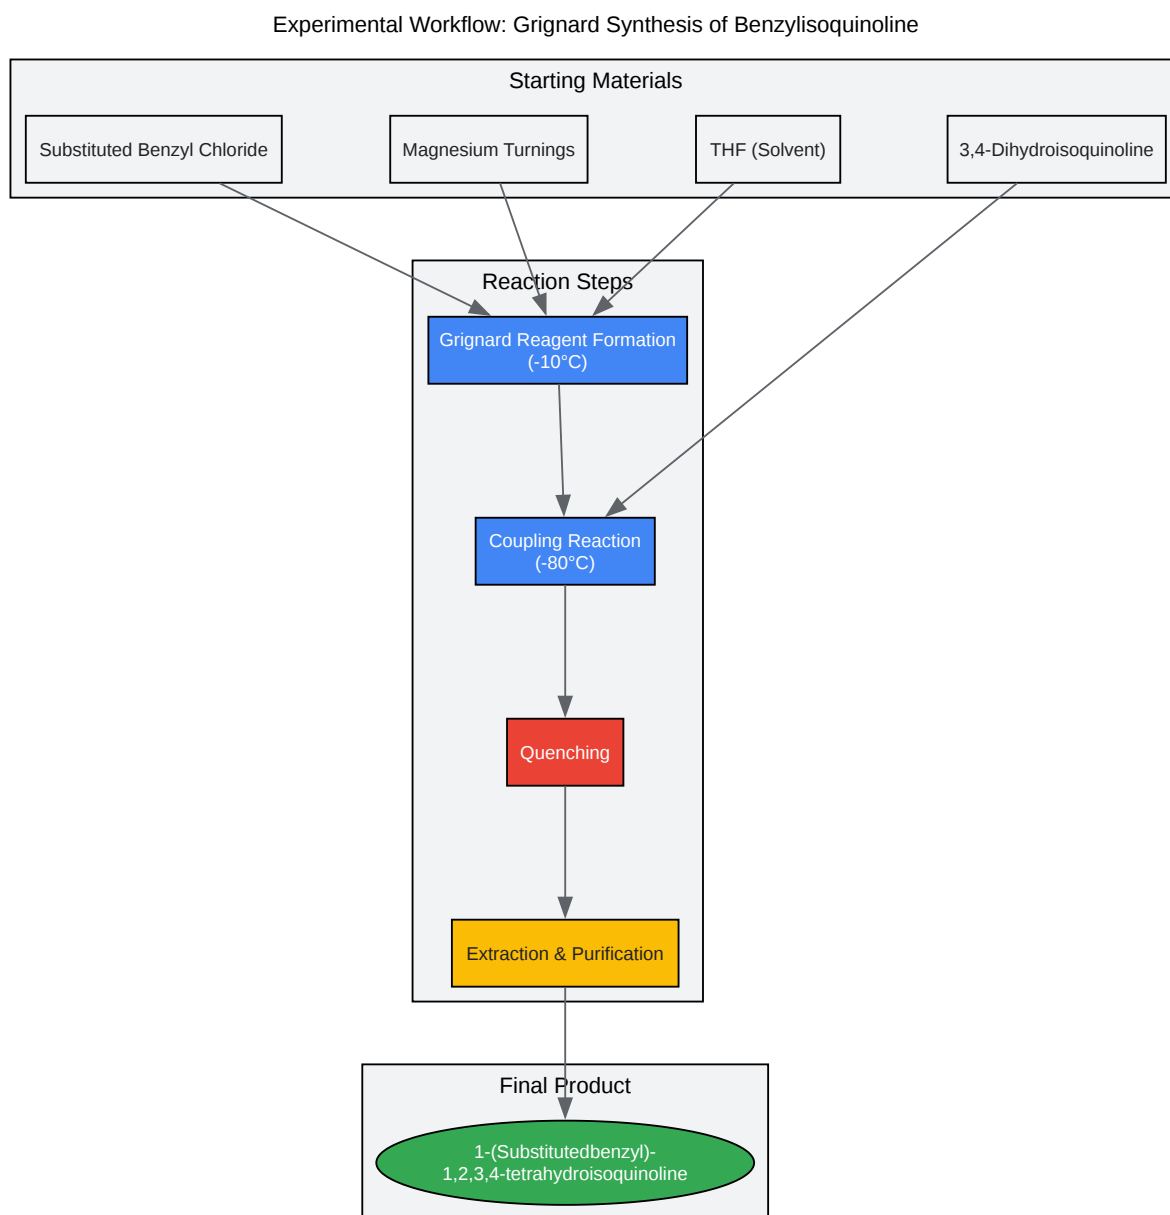 Experimental Workflow: Grignard Synthesis of Benzylisoquinoline
Starting Materials
Substituted Benzyl Chloride
Magnesium Turnings
THF (Solvent)
3,4-Dihydroisoquinoline
Reaction Steps
Grignard Reagent Formation
(-10°C)
Coupling Reaction
(-80°C)
Quenching
Extraction & Purification
Final Product
1-(Substitutedbenzyl)-
1,2,3,4-tetrahydroisoquinoline